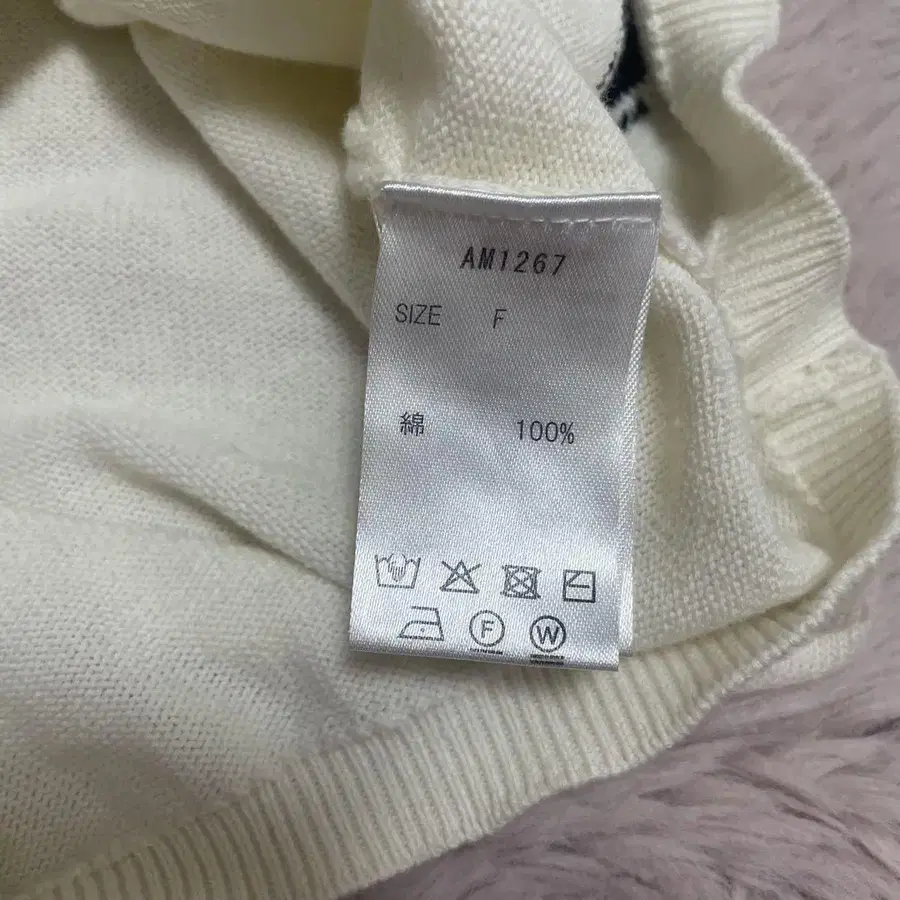 AM1267
SIZE F
綿 100%
F
W